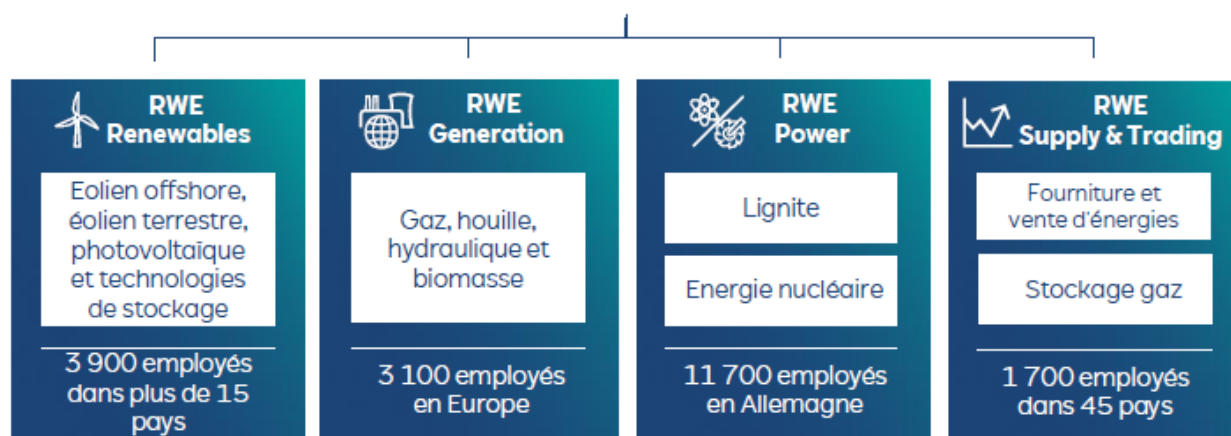 RWE
Renewables
Eolien offshore,
éolien terrestre,
photovoltaïque
et technologies
de stockage
3 900 employés
dans plus de 15
pays
RWE
Generation
Gaz, houille,
hydraulique et
biomasse
3 100 employés
en Europe
RWE
Power
Lignite
Energie nucléaire
11 700 employés
en Allemagne
RWE
Supply & Trading
Fourniture et
vente d'énergies
Stockage gaz
1 700 employés
dans 45 pays